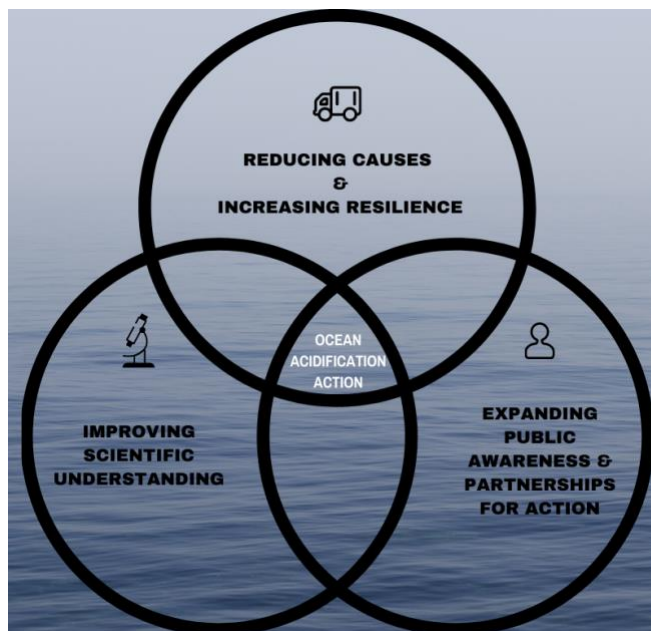 REDUCING CAUSES
&
INCREASING RESILIENCE
OCEAN
ACIDIFICATION
ACTION
IMPROVING
SCIENTIFIC
UNDERSTANDING
EXPANDING
PUBLIC
AWARENESS &
PARTNERSHIPS
FOR ACTION